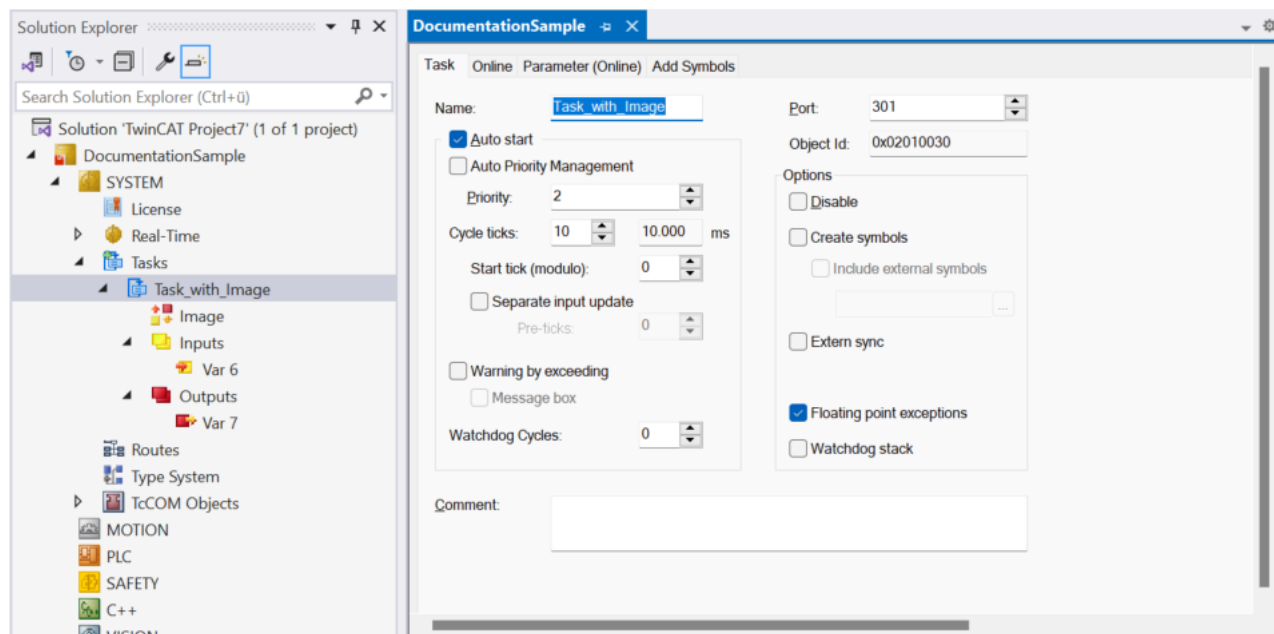 Solution Explorer
Search Solution Explorer (Ctrl+ü)
Solution 'TwinCAT Project7' (1 of 1 project)
DocumentationSample
SYSTEM
License
Real-Time
Tasks
Task_with_Image
Image
Inputs
Var 6
Outputs
Var 7
Routes
Type System
TcCOM Objects
MOTION
PLC
SAFETY
C++
VISION
DocumentationSample
Task Online Parameter (Online) Add Symbols
Name: Task_with_Image
Auto start
Auto Priority Management
Priority: 2
Cycle ticks: 10 10.000 ms
Start tick (modulo): 0
Separate input update
Pre-ticks: 0
Warning by exceeding
Message box
Watchdog Cycles: 0
Port: 301
Object Id: 0x02010030
Options
Disable
Create symbols
Include external symbols
...
Extern sync
Floating point exceptions
Watchdog stack
Comment: